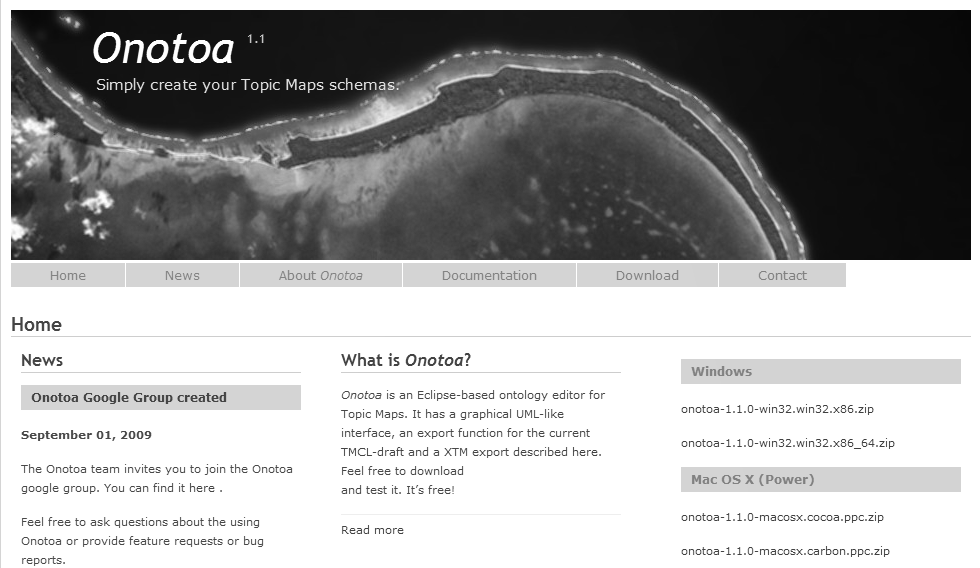 Onotoa 1.1
Simply create your Topic Maps schemas.
Home News About Onotoa Documentation Download Contact
Home
News
Onotoa Google Group created
September 01, 2009
The Onotoa team invites you to join the Onotoa
google group. You can find it here .
Feel free to ask questions about the using
Onotoa or provide feature requests or bug
reports.
What is Onotoa?
Onotoa is an Eclipse-based ontology editor for
Topic Maps. It has a graphical UML-like
interface, an export function for the current
TMCL-draft and a XTM export described here.
Feel free to download
and test it. It’s free!
Read more
Windows
onotoa-1.1.0-win32.win32.x86.zip
onotoa-1.1.0-win32.win32.x86_64.zip
Mac OS X (Power)
onotoa-1.1.0-macosx.cocoa.ppc.zip
onotoa-1.1.0-macosx.carbon.ppc.zip